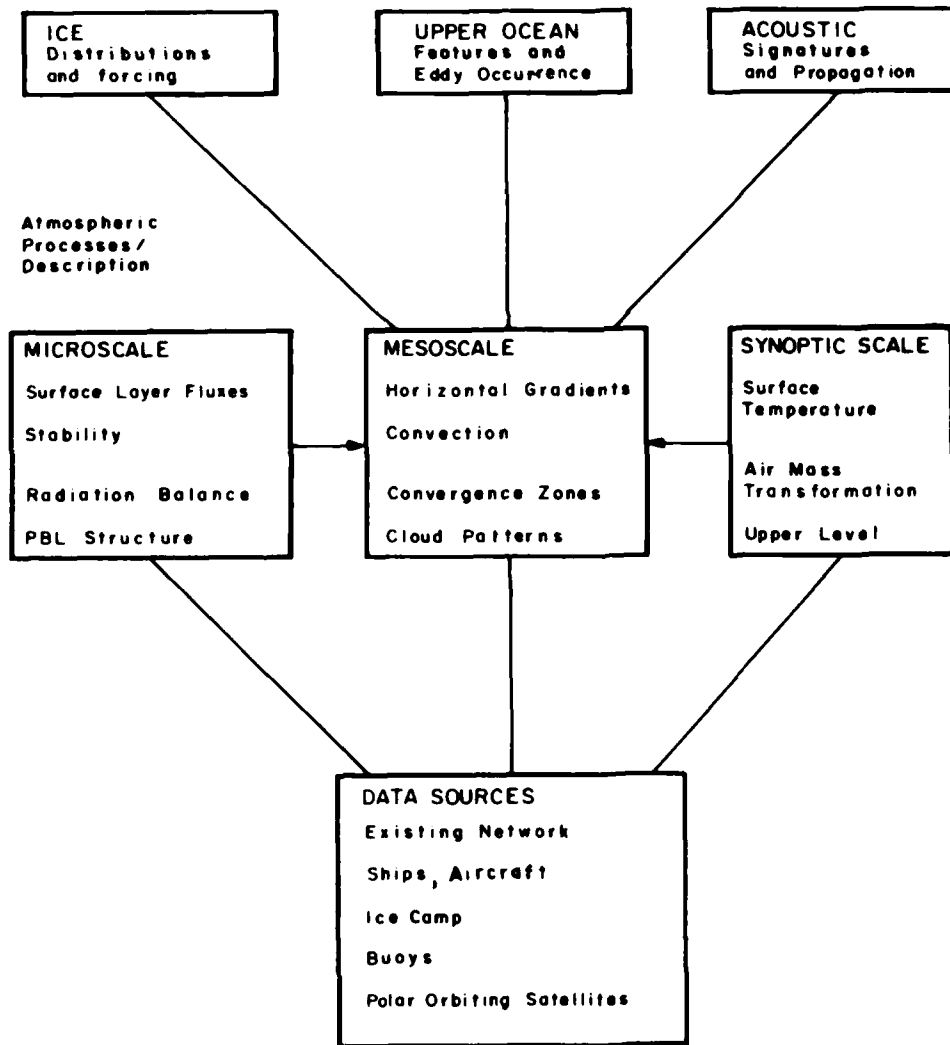 ICE
Distributions
and forcing
UPPER OCEAN
Features and
Eddy Occurrence
ACOUSTIC
Signatures
and Propagation
Atmospheric
Processes/
Description
MICROSCALE
Surface Layer Fluxes
Stability
Radiation Balance
PBL Structure
MESOSCALE
Horizontal Gradients
Convection
Convergence Zones
Cloud Patterns
SYNOPTIC SCALE
Surface
Temperature
Air Mass
Transformation
Upper Level
DATA SOURCES
Existing Network
Ships, Aircraft
Ice Camp
Buoys
Polar Orbiting Satellites